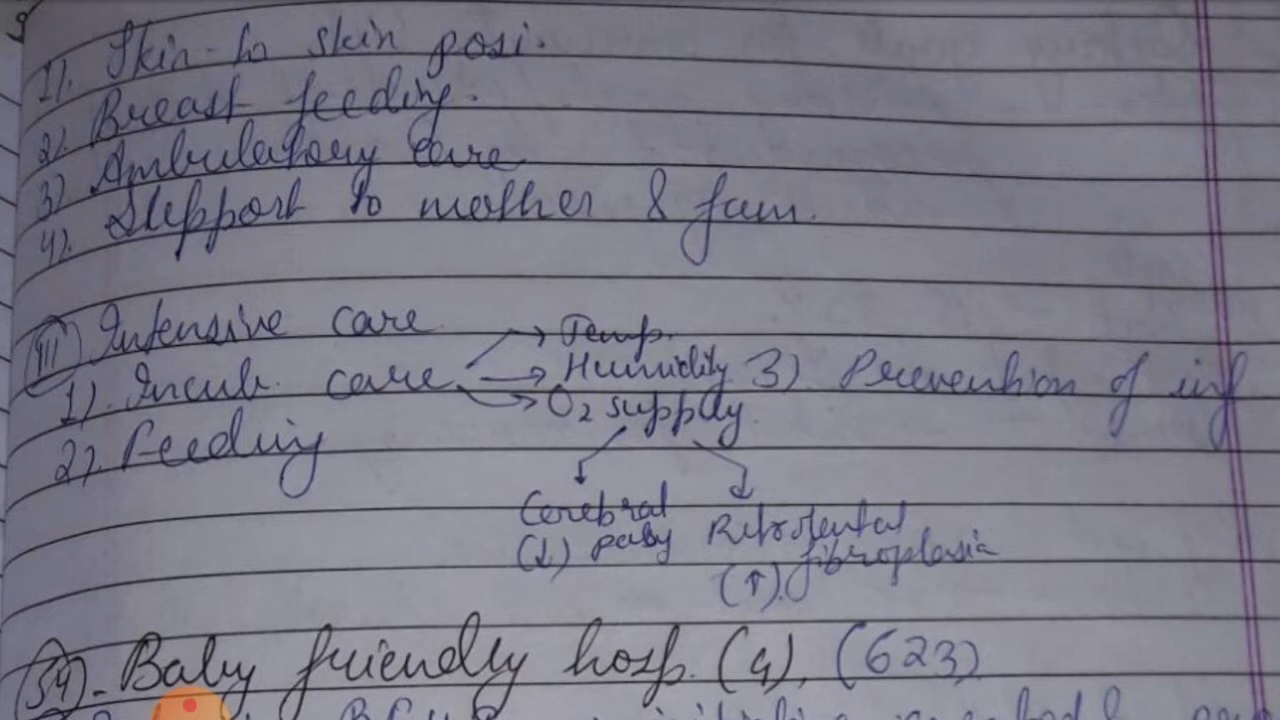 1). Skin-to skin posi.
2). Breast feeding.
3) Ambulatory care
4). Support to mother & fam.
III) Intensive care
1). Incub. care → Temp.
→ Humidity
→ O2 supply
3) Prevention of inf
2). Feeding
Cerebral palsy (↓)
Retrolental fibroplasia (↑).
54). Baby friendly hosp. (4), (623)